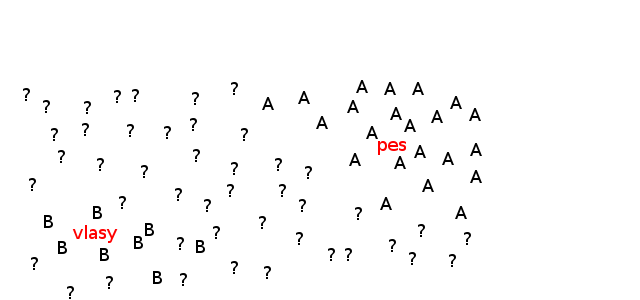 ? ? ? ? ? ? ? ? A A A A A A A A A
? ? ? ? ? ? ? A A A A
? ? ? ? ? ? ? A pes A A A A
? ? ? ? ? ? A A
B B ? ? ? ? ? A A
vlasy B B B B ? ? B ? ? ? ? ?
? ? ? B ? ? ? ? ? ? ?